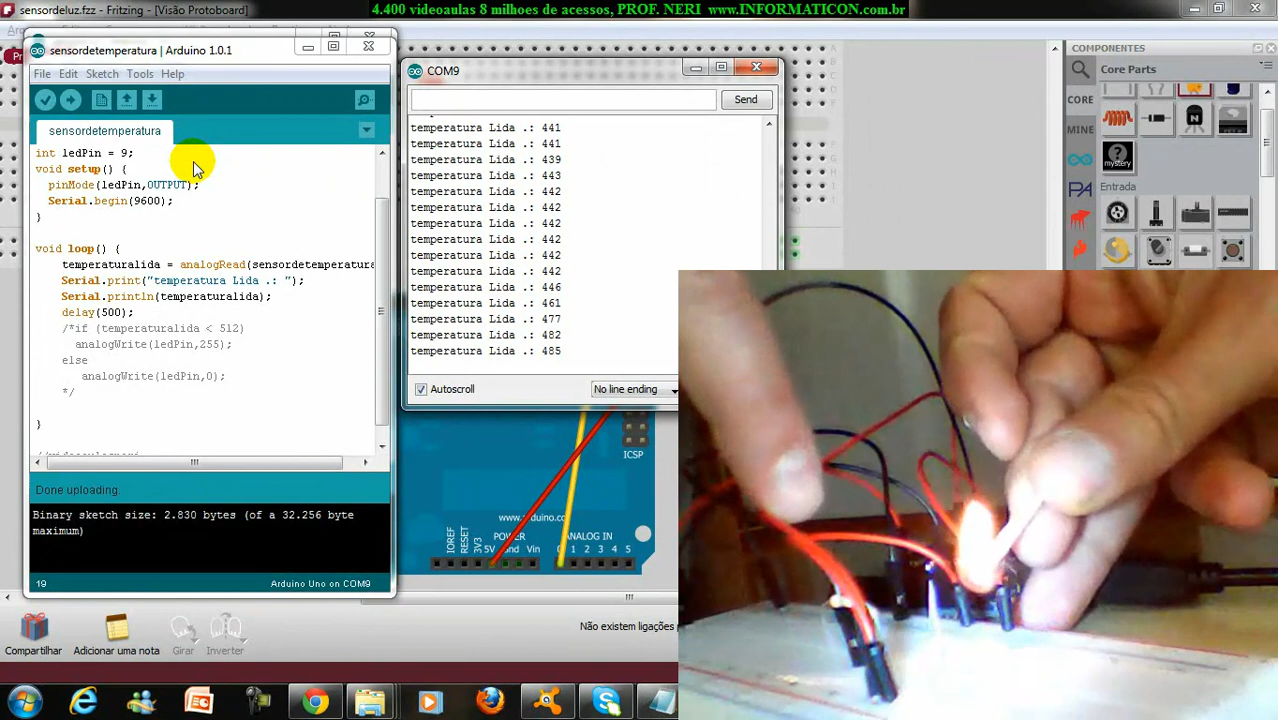 sensordeluz.fzz - Fritzing - [Visão Protoboard]
4.400 videoaulas 8 milhoes de acessos, PROF. NERI www.INFORMATICON.com.br
sensordetemperatura | Arduino 1.0.1
File Edit Sketch Tools Help
sensordetemperatura
int ledPin = 9;
void setup() {
pinMode(ledPin,OUTPUT);
Serial.begin(9600);
}
void loop() {
temperaturalida = analogRead(sensordetemperatura
Serial.print("temperatura Lida .: ");
Serial.println(temperaturalida);
delay(500);
/*if (temperaturalida < 512)
analogWrite(ledPin,255);
else
analogWrite(ledPin,0);
*/
}
Done uploading.
Binary sketch size: 2.830 bytes (of a 32.256 byte
maximum)
19
Arduino Uno on COM9
COM9
Send
temperatura Lida .: 441
temperatura Lida .: 441
temperatura Lida .: 439
temperatura Lida .: 443
temperatura Lida .: 442
temperatura Lida .: 442
temperatura Lida .: 442
temperatura Lida .: 442
temperatura Lida .: 442
temperatura Lida .: 442
temperatura Lida .: 446
temperatura Lida .: 461
temperatura Lida .: 477
temperatura Lida .: 482
temperatura Lida .: 485
Autoscroll
No line ending
COMPONENTES
Core Parts
CORE
MINE
mystery
Entrada
ICSP
IOREF
RESET
3V3
5V Gnd Vin
POWER
ANALOG IN
0 1 2 3 4 5
Compartilhar
Adicionar uma nota
Girar
Inverter
Não existem ligações